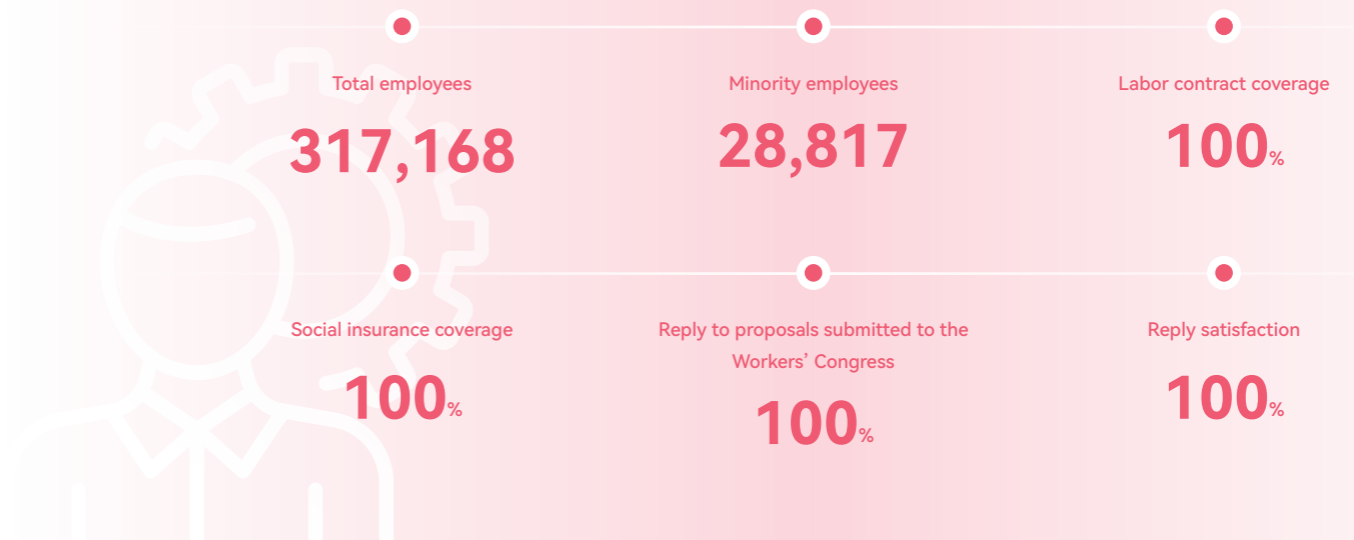 Total employees
317,168
Minority employees
28,817
Labor contract coverage
100%
Social insurance coverage
100%
Reply to proposals submitted to the
Workers’ Congress
100%
Reply satisfaction
100%